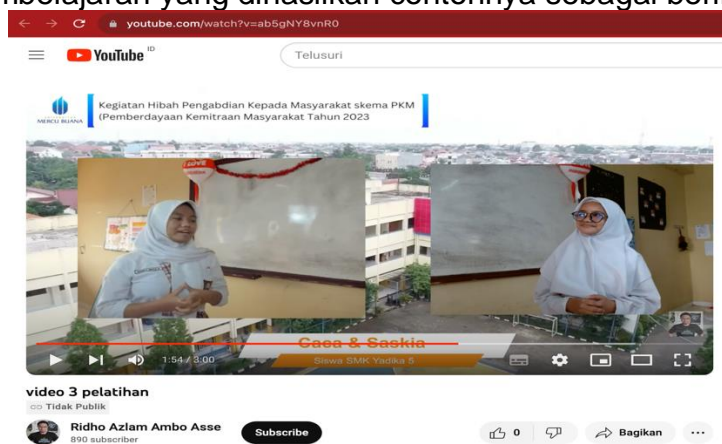 pembelajaran yang dihasilkan contohnya sebagai
youtube.com/watch?v=ab5gNY8vnR0
YouTube ID
Telusuri
MERCU BUANA
Kegiatan Hibah Pengabdian Kepada Masyarakat skema PKM
(Pemberdayaan Kemitraan Masyarakat Tahun 2023
Caca & Saskia
Siswa SMK Yadika 5
1:54 / 3:00
video 3 pelatihan
Tidak Publik
Ridho Azlam Ambo Asse
890 subscriber
Subscribe
0
Bagikan